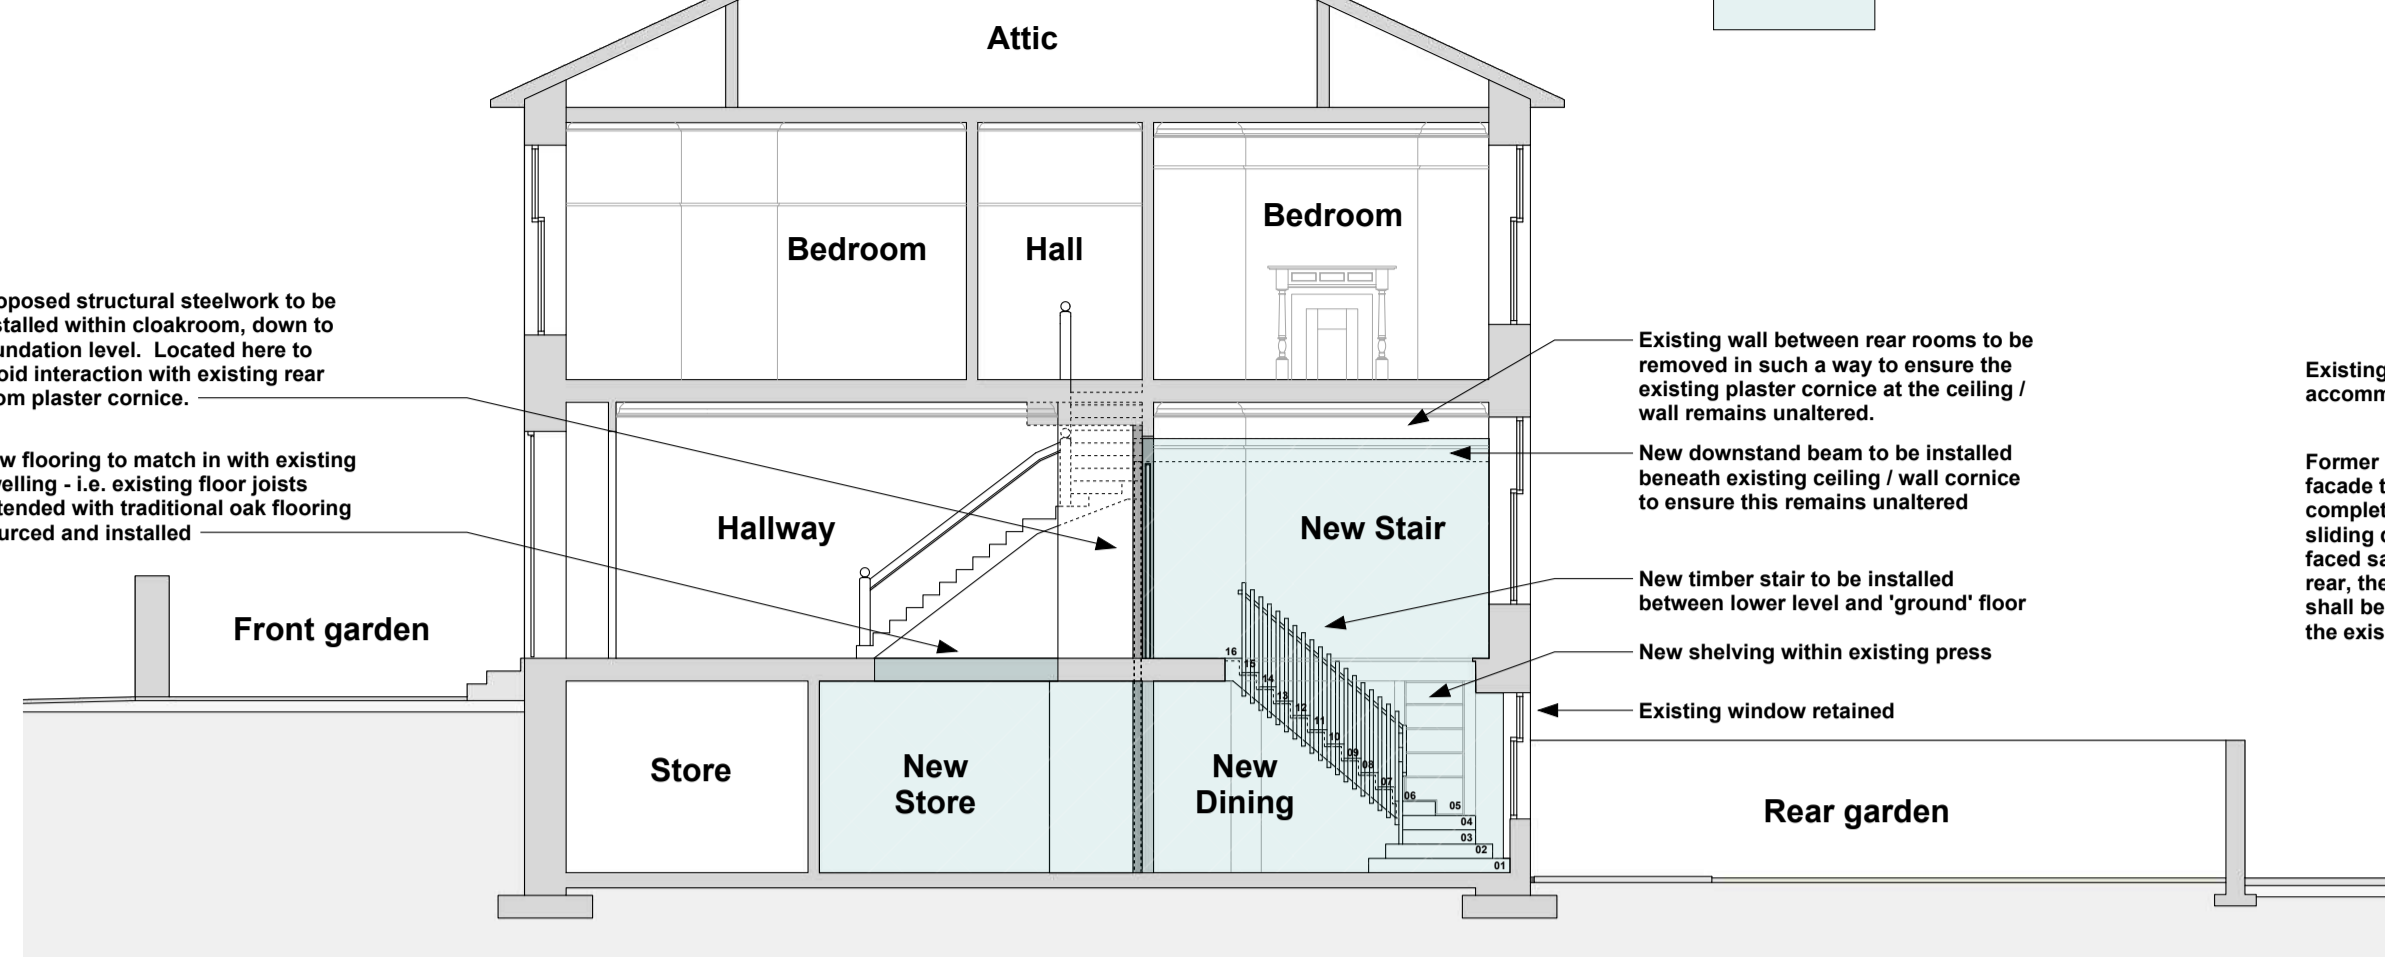 Attic
Bedroom
Hall
Bedroom
oposed structural steelwork to be
stalled within cloakroom, down to
undation level. Located here to
oid interaction with existing rear
om plaster cornice.
w flooring to match in with existing
velling - i.e. existing floor joists
tended with traditional oak flooring
urced and installed
Hallway
New Stair
Front garden
Store
New
Store
New
Dining
Rear garden
16
15
14
13
12
11
10
09
08
07
06
05
04
03
02
01
Existing wall between rear rooms to be
removed in such a way to ensure the
existing plaster cornice at the ceiling /
wall remains unaltered.
New downstand beam to be installed
beneath existing ceiling / wall cornice
to ensure this remains unaltered
New timber stair to be installed
between lower level and 'ground' floor
New shelving within existing press
Existing window retained
Existing
accomm
Former
facade t
complet
sliding
faced sa
rear, the
shall be
the exis